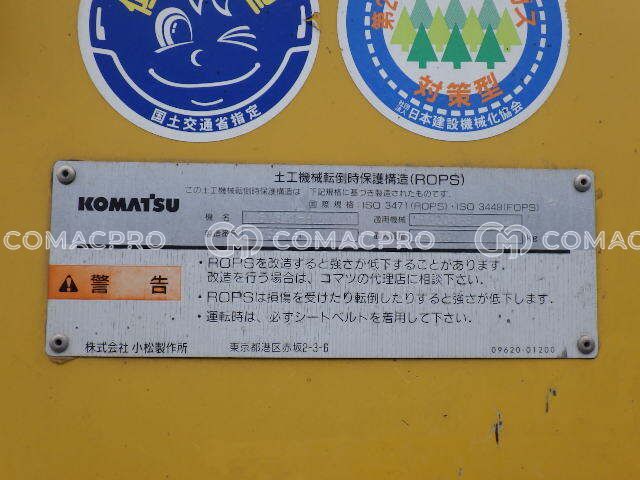 国土交通省指定
第2
対策型
社団法人日本建設機械化協会
土工機械転倒時保護構造(ROPS)
この土工機械転倒時保護構造は 下記規格に基づき製造されたものです
国際規格:ISO 3471(ROPS)・ISO 3449(FOPS)
KOMATSU
機名
適用機械
COMACPRO COMACPRO COMACPRO
警告
・ROPSを改造すると強さが低下することがあります.
改造を行う場合は、コマツの代理店に相談下さい.
・ROPSは損傷を受けたり転倒したりすると強さが低下します.
・運転時は、必ずシートベルトを着用して下さい.
株式会社 小松製作所
東京都港区赤坂2-3-6
09620-01200
COMACPRO COMACPRO COMACPRO